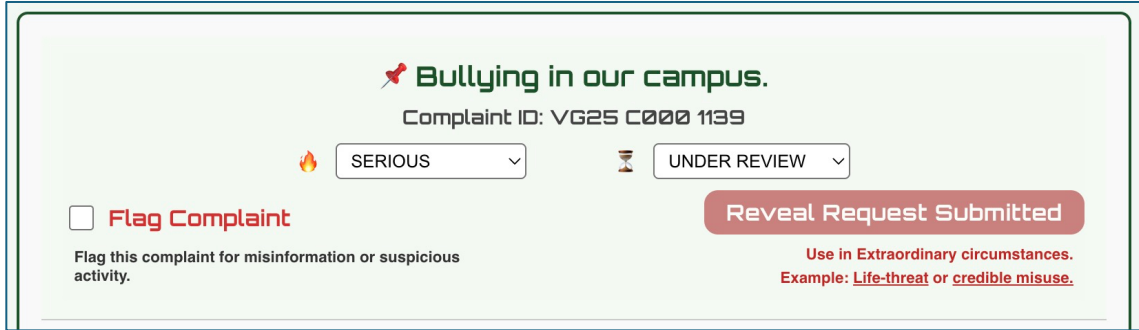 Bullying in our campus.
Complaint ID: VG25 C000 1139
SERIOUS
UNDER REVIEW
Flag Complaint
Reveal Request Submitted
Flag this complaint for misinformation or suspicious
activity.
Use in Extraordinary circumstances.
Example: Life-threat or credible misuse.